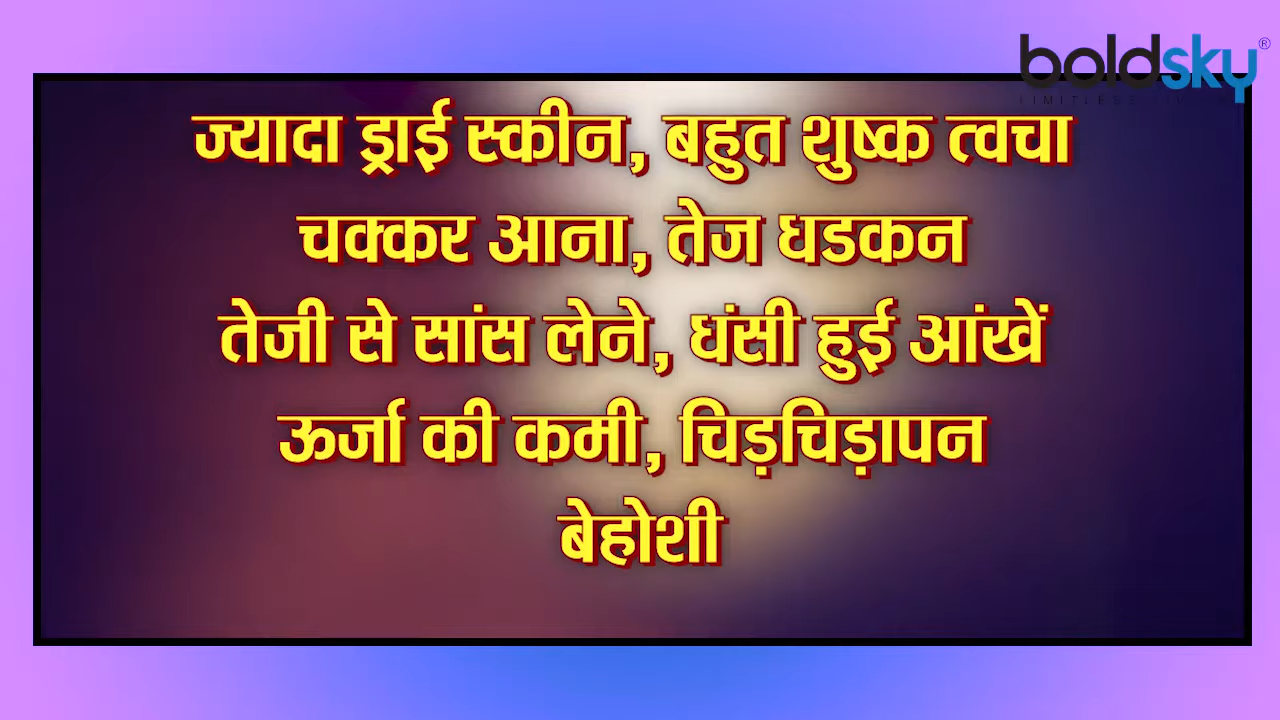 boldsky®
ज्यादा ड्राई स्कीन, बहुत शुष्क त्वचा
चक्कर आना, तेज धडकन
तेजी से सांस लेने, धंसी हुई आंखें
ऊर्जा की कमी, चिड़चिड़ापन
बेहोशी